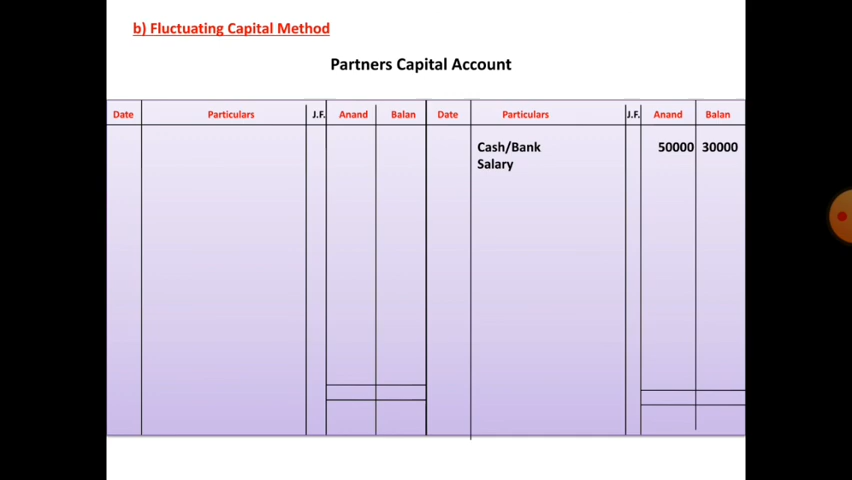 b) Fluctuating Capital Method
Partners Capital Account
Date Particulars J.F. Anand Balan Date Particulars J.F. Anand Balan
Cash/Bank 50000 30000
Salary